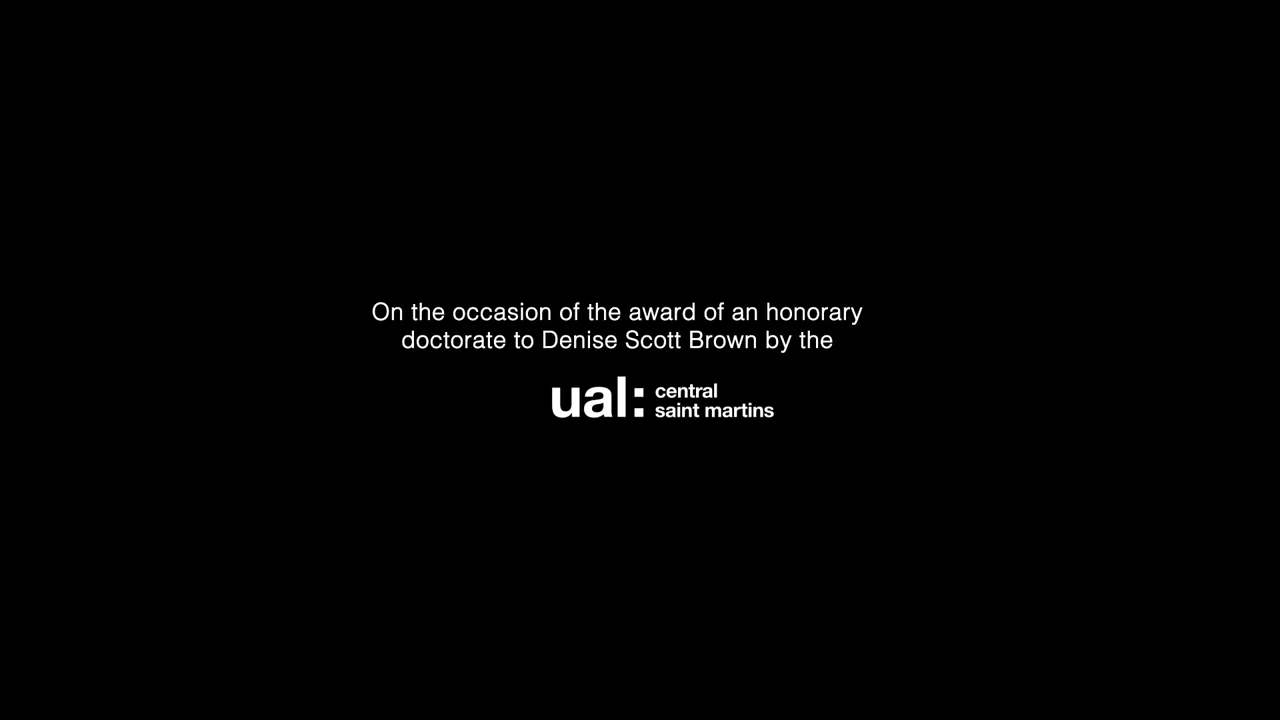 On the occasion of the award of an honorary
doctorate to Denise Scott Brown by the
ual: central
saint martins